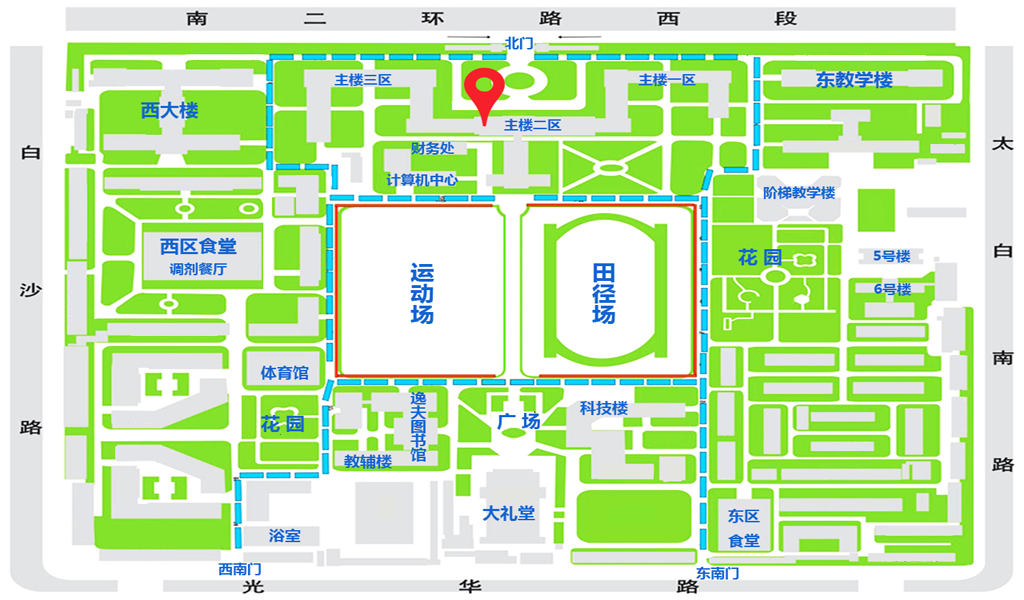 南二环路西段
北门
主楼三区
主楼一区
东教学楼
西大楼
主楼二区
财务处
计算机中心
白沙路
太白南路
阶梯教学楼
西区食堂
调剂餐厅
花园
5号楼
6号楼
运动场
田径场
体育馆
花园
逸夫图书馆
广场
科技楼
教辅楼
大礼堂
东区
食堂
浴室
西南门
东南门
光华路